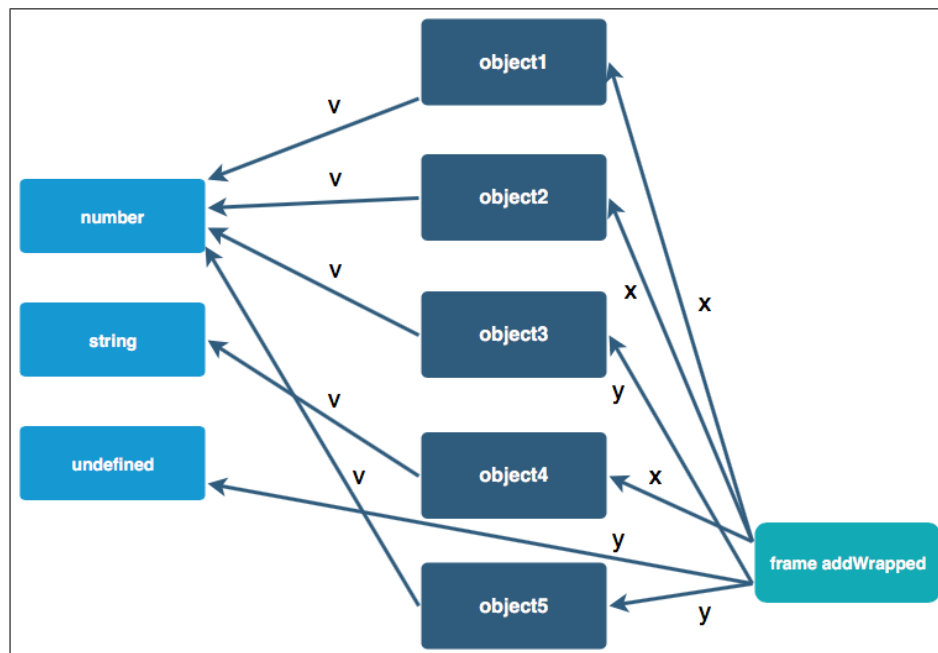 object1
v
number
v
object2
v
object3
x
x
string
y
v
undefined
v
object4
x
y
frame addWrapped
object5
y